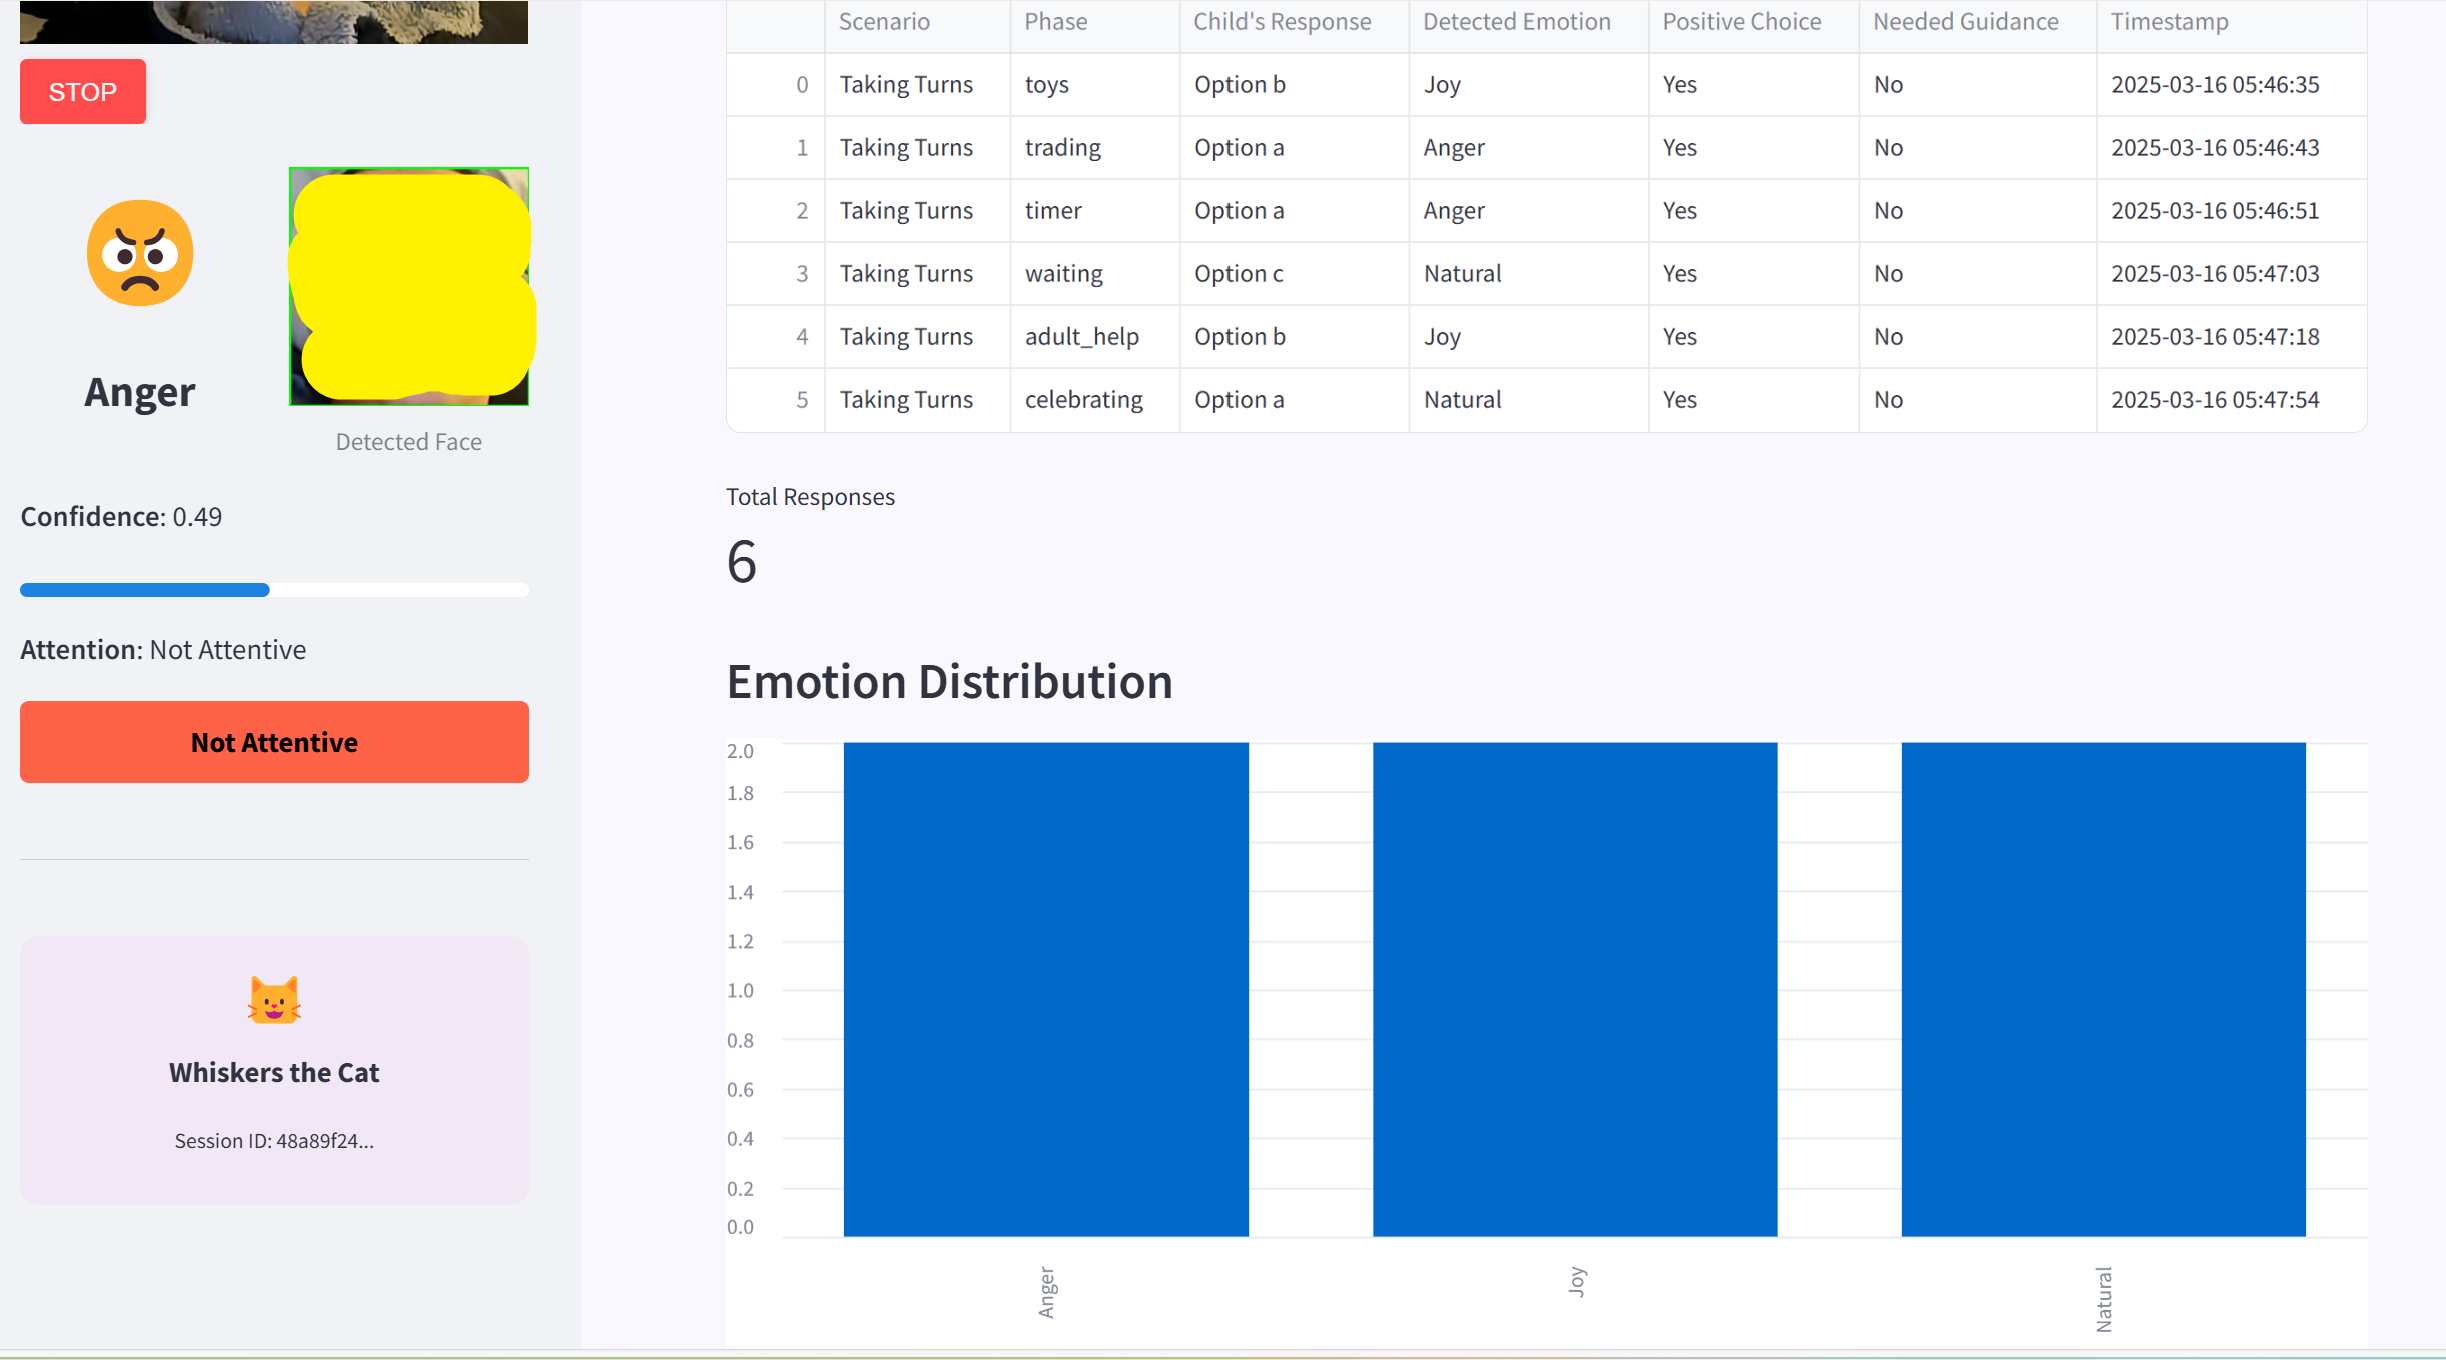 STOP
Anger
Detected Face
Confidence: 0.49
Attention: Not Attentive
Not Attentive
Whiskers the Cat
Session ID: 48a89f24...
Scenario Phase Child's Response Detected Emotion Positive Choice Needed Guidance Timestamp
0 Taking Turns toys Option b Joy Yes No 2025-03-16 05:46:35
1 Taking Turns trading Option a Anger Yes No 2025-03-16 05:46:43
2 Taking Turns timer Option a Anger Yes No 2025-03-16 05:46:51
3 Taking Turns waiting Option c Natural Yes No 2025-03-16 05:47:03
4 Taking Turns adult_help Option b Joy Yes No 2025-03-16 05:47:18
5 Taking Turns celebrating Option a Natural Yes No 2025-03-16 05:47:54
Total Responses
6
Emotion Distribution
2.0
1.8
1.6
1.4
1.2
1.0
0.8
0.6
0.4
0.2
0.0
Anger Joy Natural